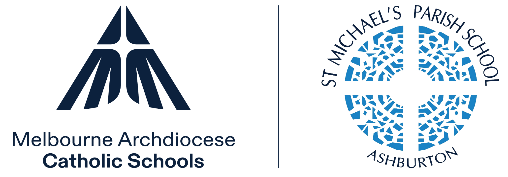 Melbourne Archdiocese
Catholic Schools
ST MICHAEL'S PARISH SCHOOL
ASHBURTON